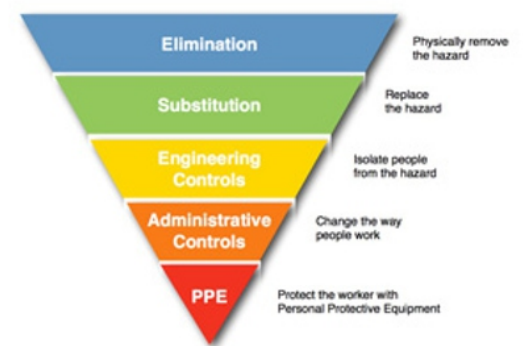 Elimination
Physically remove
the hazard
Substitution
Replace
the hazard
Engineering
Controls
Isolate people
from the hazard
Administrative
Controls
Change the way
people work
PPE
Protect the worker with
Personal Protective Equipment